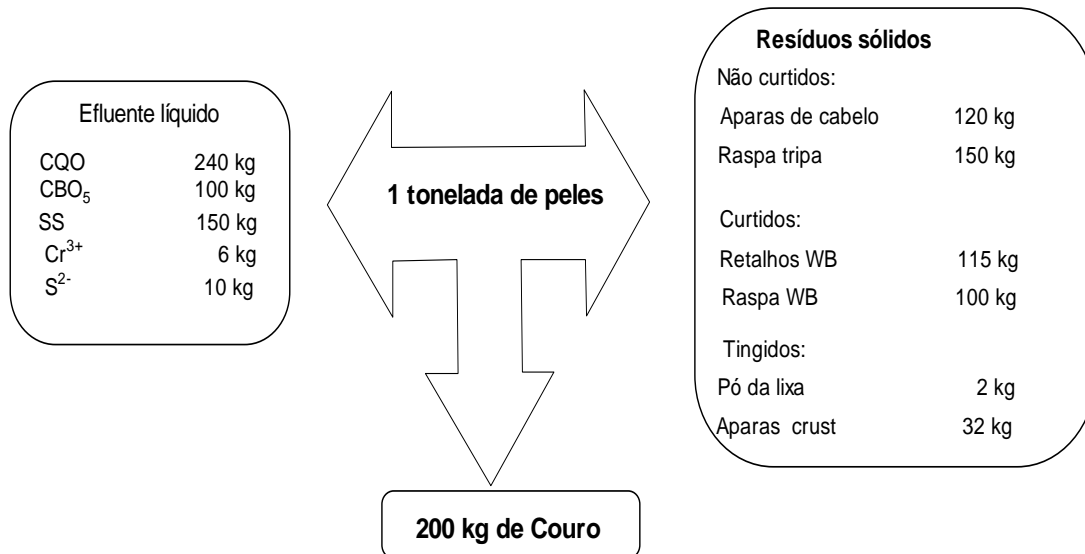 Efluente líquido
CQO 240 kg
CBO5 100 kg
SS 150 kg
Cr3+ 6 kg
S2- 10 kg
1 tonelada de peles
200 kg de Couro
Resíduos sólidos
Não curtidos:
Aparas de cabelo 120 kg
Raspa tripa 150 kg
Curtidos:
Retalhos WB 115 kg
Raspa WB 100 kg
Tingidos:
Pó da lixa 2 kg
Aparas crust 32 kg